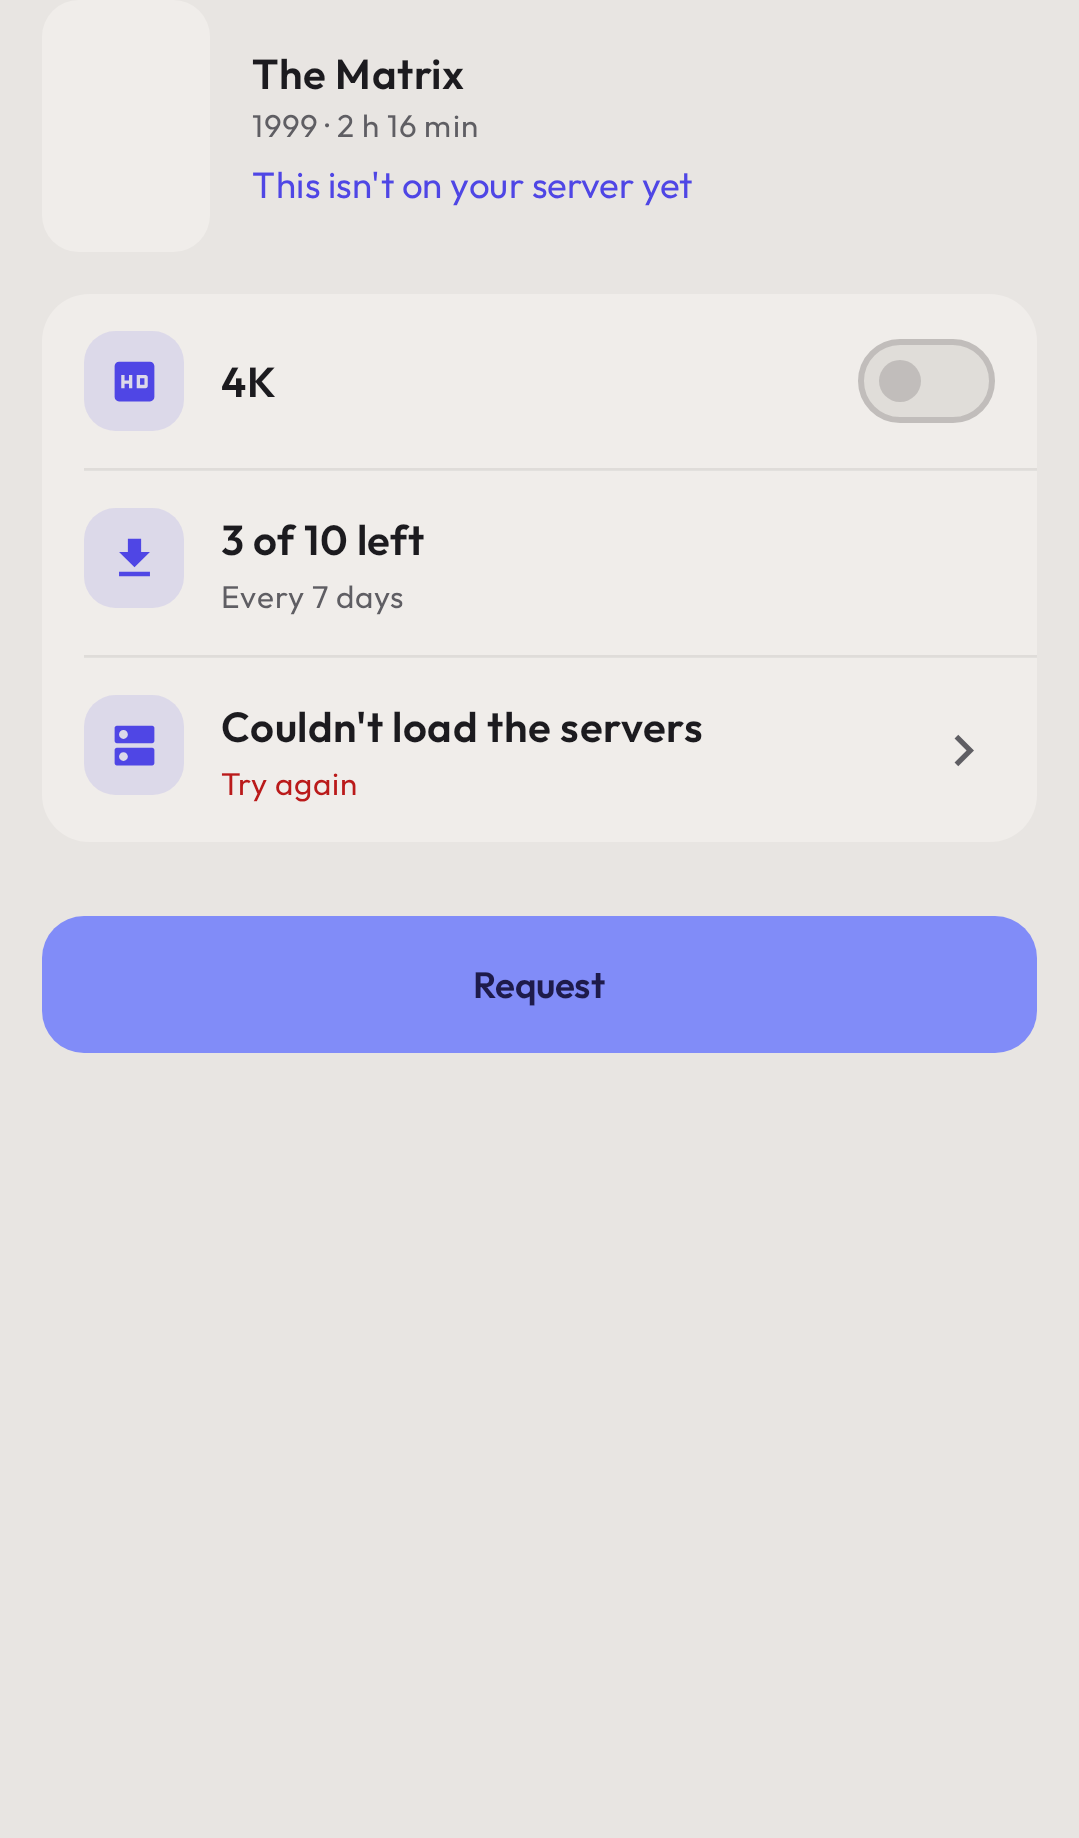 The Matrix
1999 · 2 h 16 min
This isn't on your server yet
HD
4K
3 of 10 left
Every 7 days
Couldn't load the servers
Try again
Request